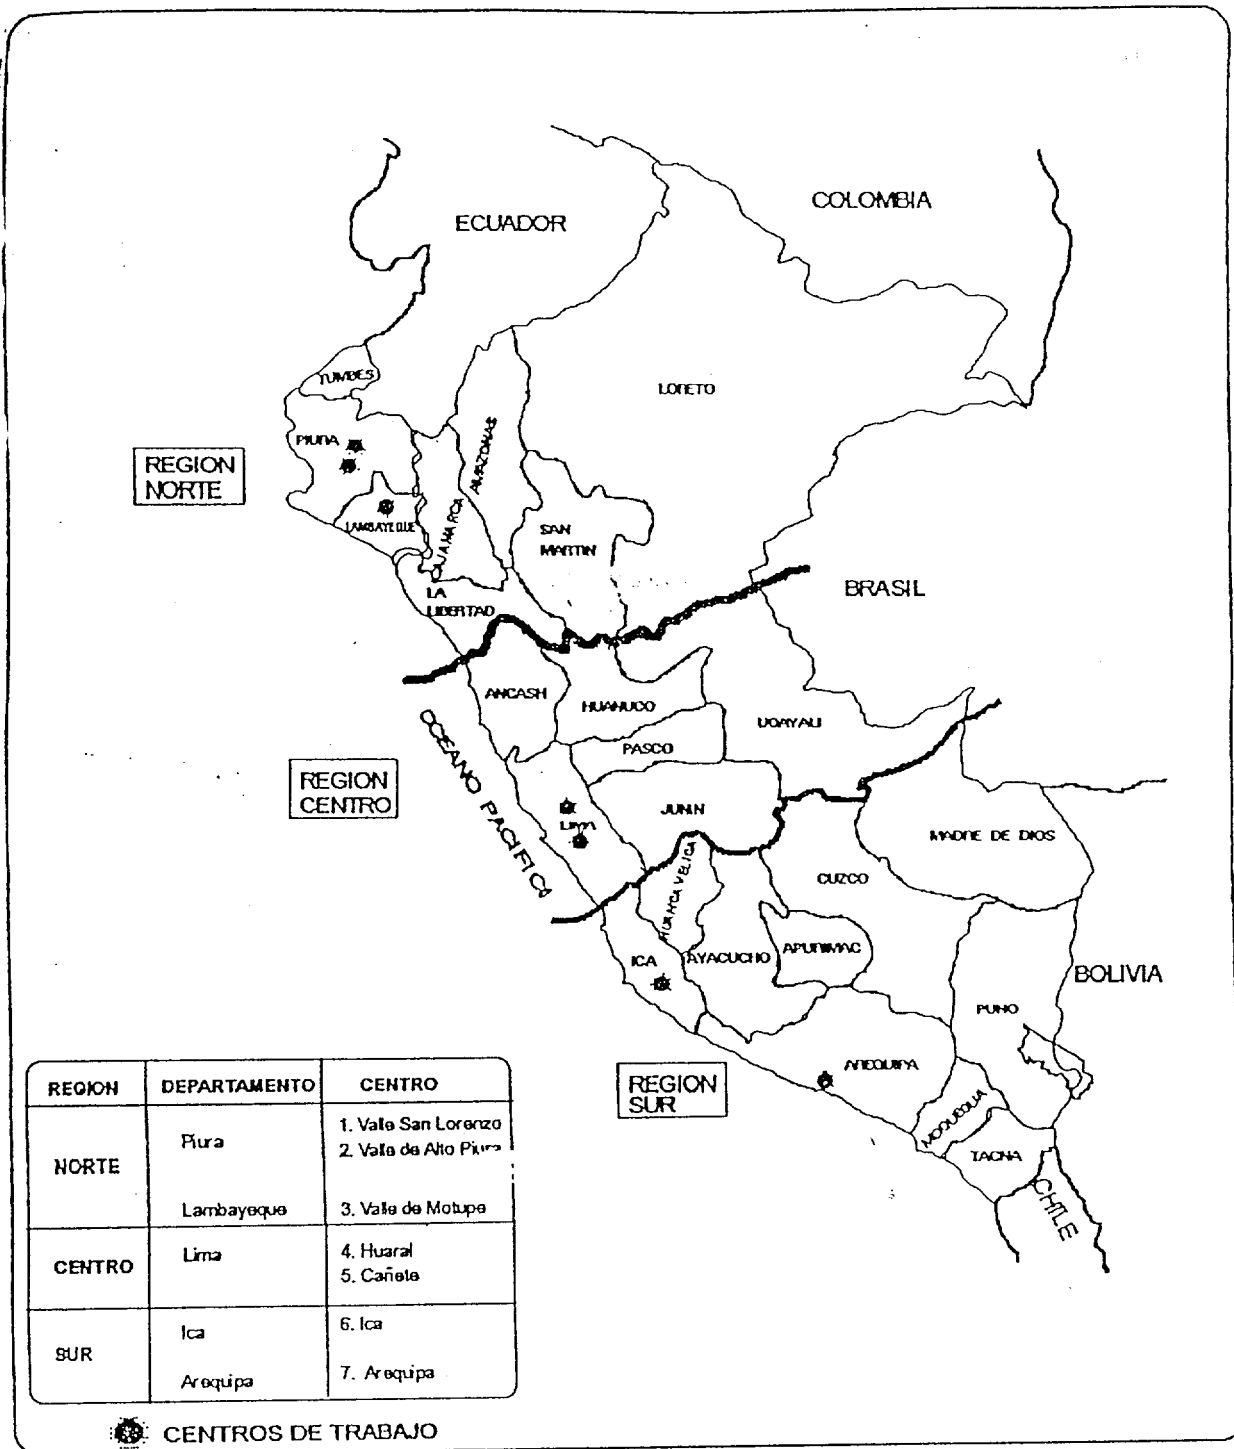 COLOMBIA
ECUADOR
TUMBES
LORETO
PIURA
AMAZONAS
REGION
NORTE
LAMBAYEQUE
CAJAMARCA
SAN
MARTIN
LA
LIBERTAD
BRASIL
ANCASH
HUANUCO
UCAYALI
PASCO
OCEANO PACIFICO
REGION
CENTRO
JUNIN
LIMA
MADRE DE DIOS
CUZCO
HUANCAVELICA
ICA
AYACUCHO
APURIMAC
BOLIVIA
PUNO
AREQUIPA
REGION
SUR
MOQUEGUA
TACNA
CHILE
REGION DEPARTAMENTO CENTRO
NORTE
Piura
1. Valle San Lorenzo
2. Valle de Alto Piura
Lambayeque
3. Valle de Motupe
CENTRO
Lima
4. Huaral
5. Cañete
SUR
Ica
6. Ica
Arequipa
7. Arequipa
CENTROS DE TRABAJO